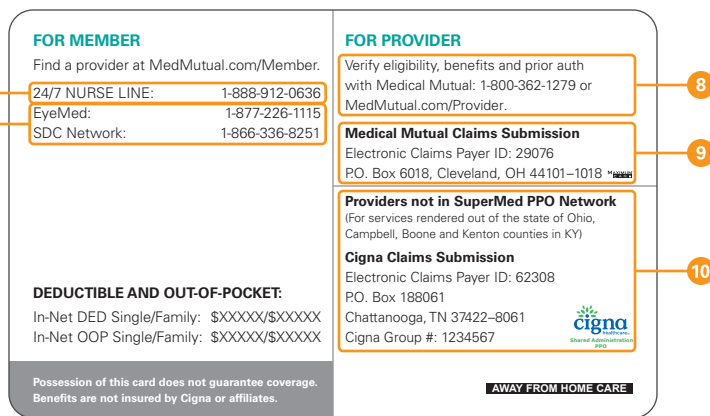 FOR MEMBER
Find a provider at MedMutual.com/Member.
24/7 NURSE LINE: 1-888-912-0636
EyeMed: 1-877-226-1115
SDC Network: 1-866-336-8251
DEDUCTIBLE AND OUT-OF-POCKET:
In-Net DED Single/Family: $XXXXX/$XXXXX
In-Net OOP Single/Family: $XXXXX/$XXXXX
Possession of this card does not guarantee coverage.
Benefits are not insured by Cigna or affiliates.
FOR PROVIDER
Verify eligibility, benefits and prior auth
with Medical Mutual: 1-800-362-1279 or
MedMutual.com/Provider.
8
Medical Mutual Claims Submission
Electronic Claims Payer ID: 29076
P.O. Box 6018, Cleveland, OH 44101–1018
9
Providers not in SuperMed PPO Network
(For services rendered out of the state of Ohio,
Campbell, Boone and Kenton counties in KY)
Cigna Claims Submission
Electronic Claims Payer ID: 62308
P.O. Box 188061
Chattanooga, TN 37422–8061
Cigna Group #: 1234567
10
cigna
healthcare
Shared Administration
PPO
AWAY FROM HOME CARE